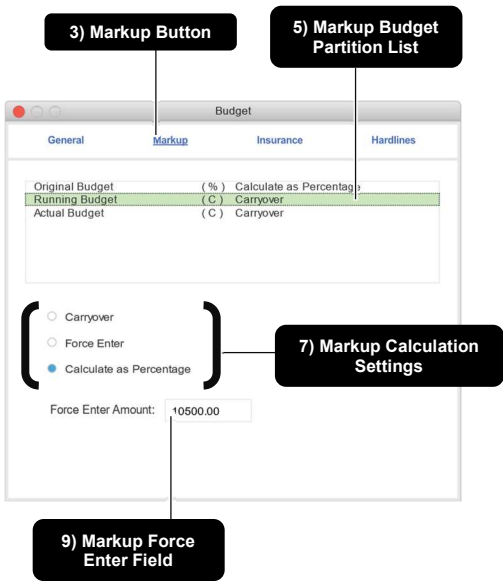 3) Markup Button
5) Markup Budget
Partition List
Budget
General Markup Insurance Hardlines
Original Budget (%) Calculate as Percentage
Running Budget (C) Carryover
Actual Budget (C) Carryover
Carryover
Force Enter
Calculate as Percentage
7) Markup Calculation
Settings
Force Enter Amount: 10500.00
9) Markup Force
Enter Field